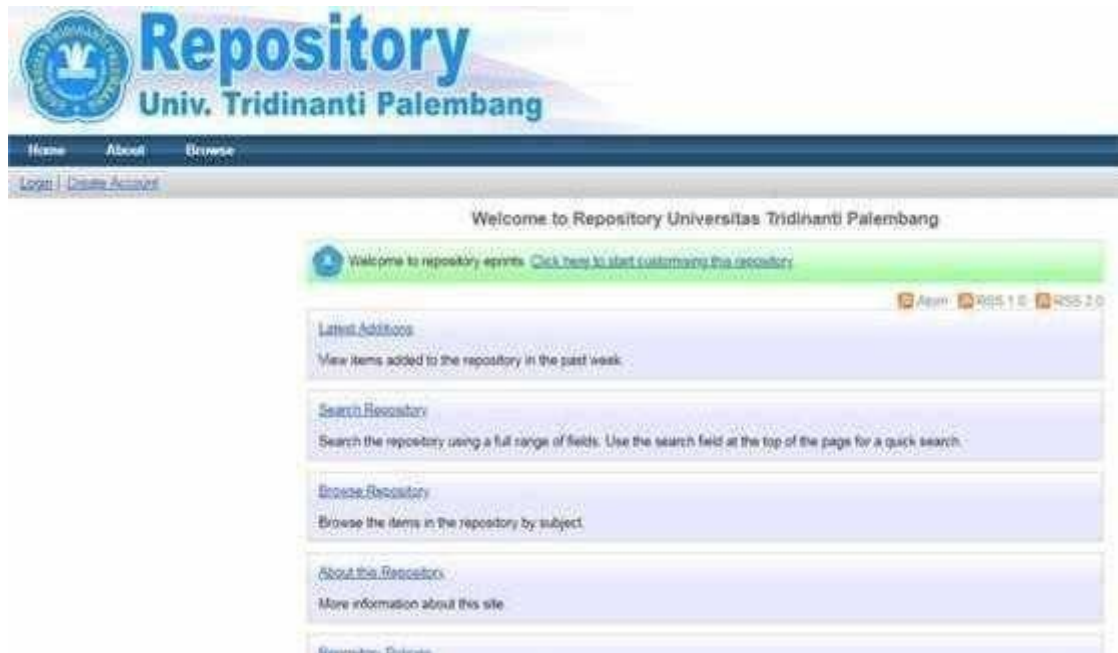 Repository
Univ. Tridinanti Palembang
Home About Browse
Login | Create Account
Welcome to Repository Universitas Tridinanti Palembang
Welcome to repository eprints. Click here to start customising this repository
Atom RSS 1.0 RSS 2.0
Latest Additions
View items added to the repository in the past week.
Search Repository
Search the repository using a full range of fields. Use the search field at the top of the page for a quick search.
Browse Repository
Browse the items in the repository by subject.
About this Repository
More information about this site.
Repository Policies